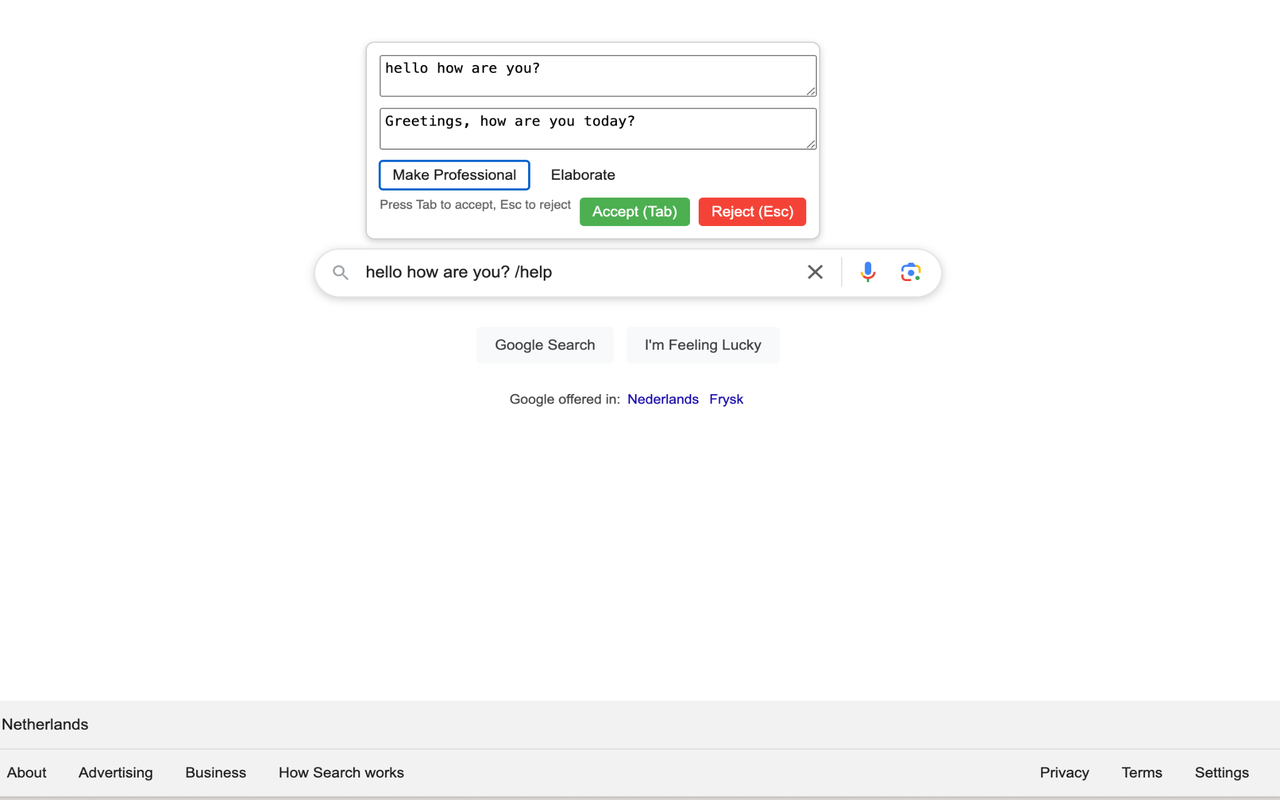 hello how are you?
Greetings, how are you today?
Make Professional Elaborate
Press Tab to accept, Esc to reject Accept (Tab) Reject (Esc)
hello how are you? /help
Google Search I'm Feeling Lucky
Google offered in: Nederlands Frysk
Netherlands
About Advertising Business How Search works Privacy Terms Settings